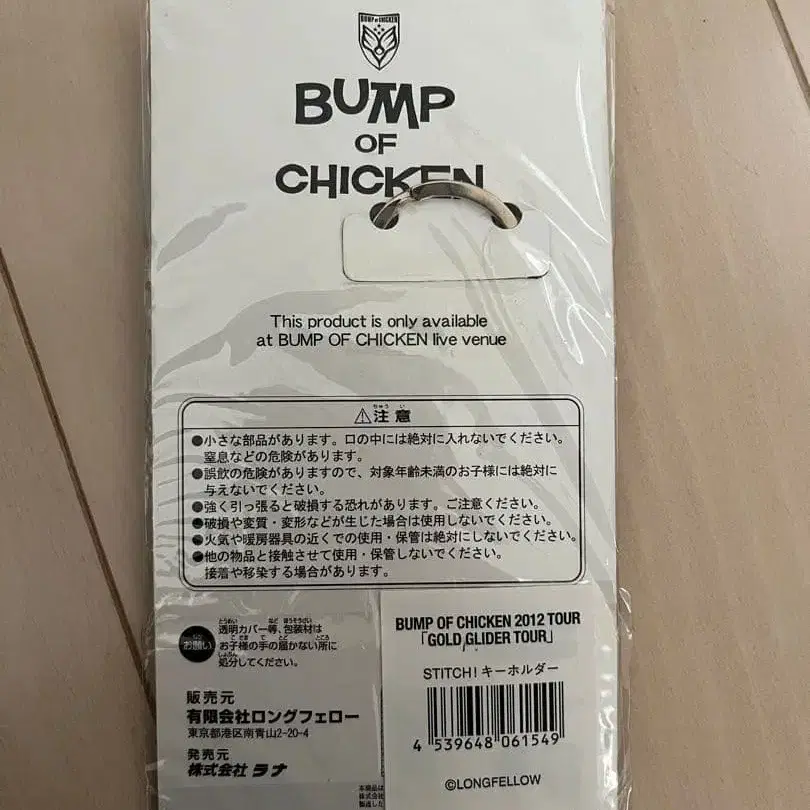 BUMP OF CHICKEN
BUMP
OF
CHICKEN
This product is only available
at BUMP OF CHICKEN live venue
ちゅう い
⚠注 意
●小さな部品があります。口の中には絶対に入れないでください。
窒息などの危険があります。
●誤飲の危険がありますので、対象年齢未満のお子様には絶対に
与えないでください。
●強く引っ張ると破損する恐れがあります。ご注意ください。
●破損や変質・変形などが生じた場合は使用しないでください。
●火気や暖房器具の近くでの使用・保管は絶対にしないでください。
●他の物品と接触させて使用・保管しないでください。
接着や移染する場合があります。
お願い
透明カバー等、包装材は
お子様の手の届かない所に
処分してください。
販売元
有限会社ロングフェロー
東京都港区南青山2-20-4
発売元
株式会社 ラナ
BUMP OF CHICKEN 2012 TOUR
「GOLD GLIDER TOUR」
STITCH!キーホルダー
4 539648 061549
©LONGFELLOW